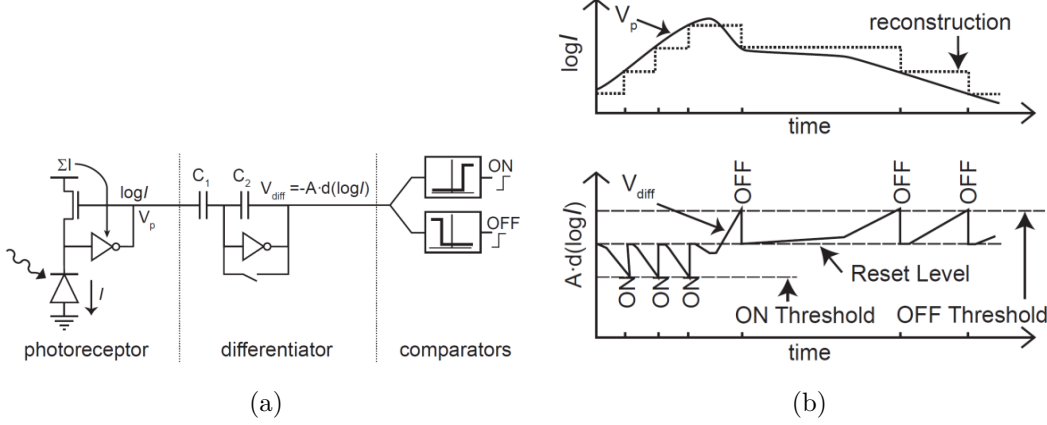 ΣI
logI
V_p
C_1
C_2
V_diff =-A·d(logI)
ON
OFF
I
photoreceptor
differentiator
comparators
(a)
logI
V_p
reconstruction
time
A·d(logI)
V_diff
OFF
OFF
OFF
ON
ON
ON
Reset Level
ON Threshold
OFF Threshold
time
(b)